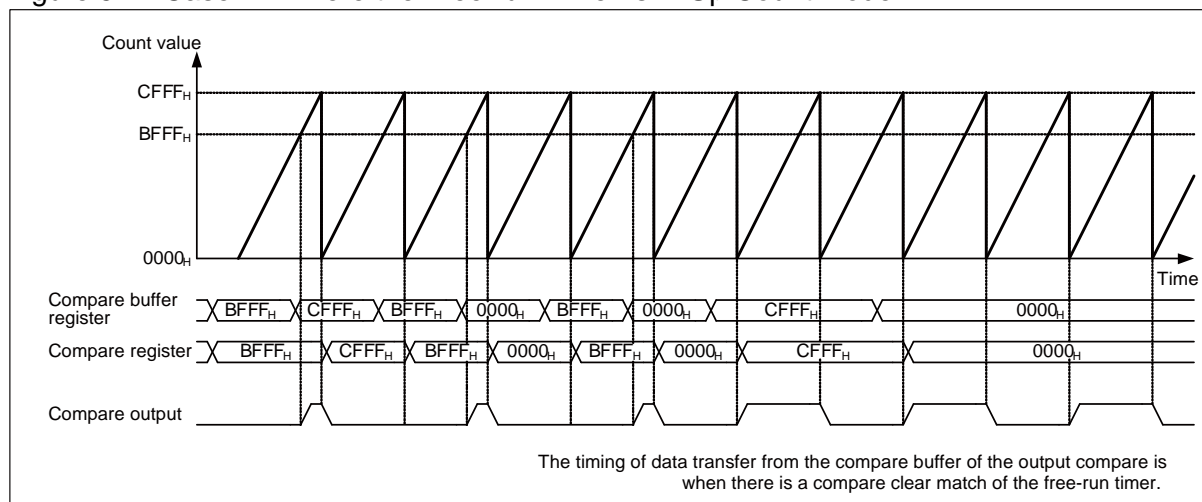 Count value
CFFFH
BFFFH
0000H
Time
Compare buffer
register
BFFFH CFFFH BFFFH 0000H BFFFH 0000H CFFFH 0000H
Compare register
BFFFH CFFFH BFFFH 0000H BFFFH 0000H CFFFH 0000H
Compare output
The timing of data transfer from the compare buffer of the output compare is
when there is a compare clear match of the free-run timer.